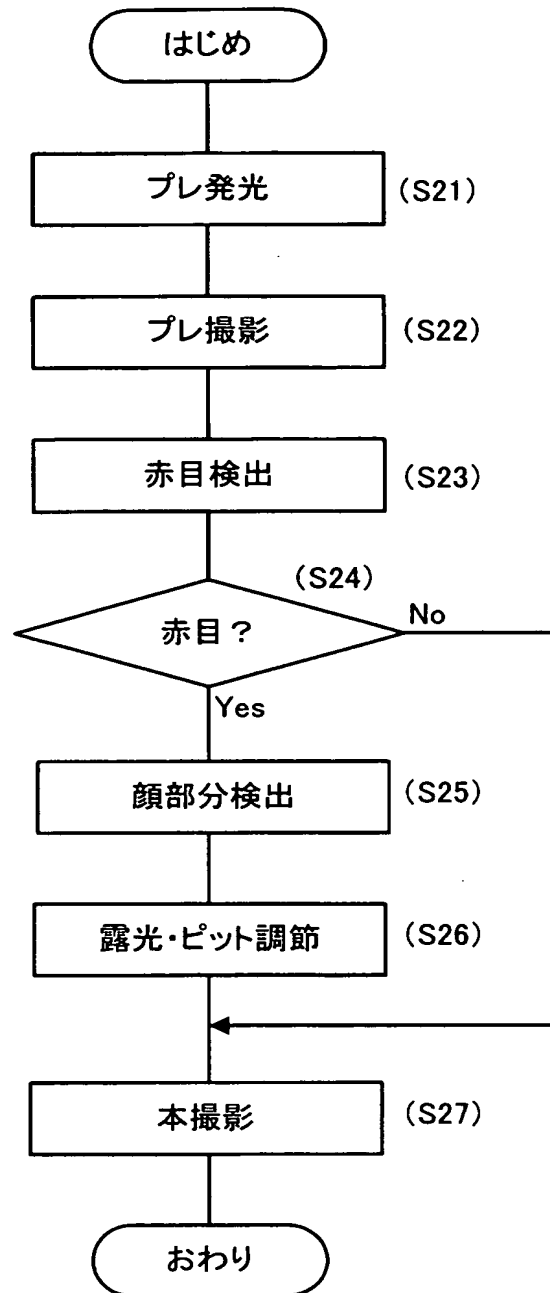 はじめ
プレ発光 (S21)
プレ撮影 (S22)
赤目検出 (S23)
(S24)
赤目？ No
Yes
顔部分検出 (S25)
露光・ピット調節 (S26)
本撮影 (S27)
おわり